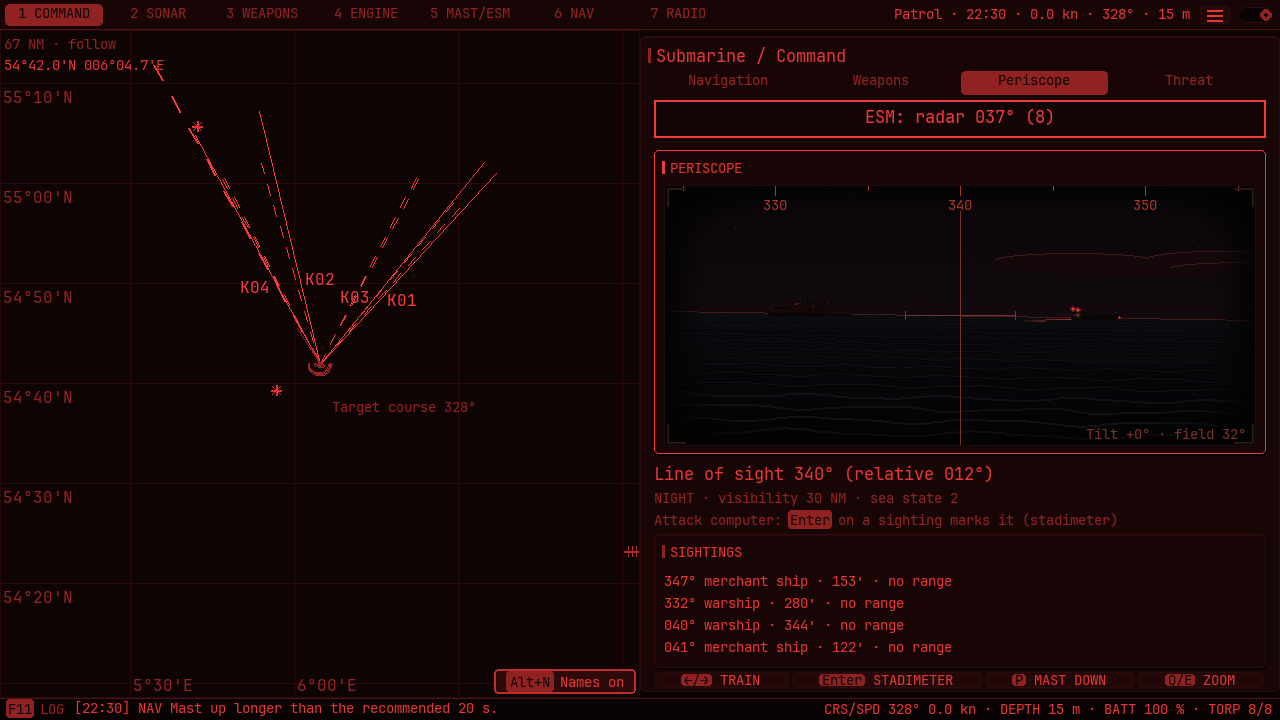 1 COMMAND 2 SONAR 3 WEAPONS 4 ENGINE 5 MAST/ESM 6 NAV 7 RADIO Patrol · 22:30 · 0.0 kn · 328° · 15 m
67 NM · follow
54°42.0'N 006°04.7'E
55°10'N
55°00'N
54°50'N
54°40'N
54°30'N
54°20'N
K04
K02
K03
K01
Target course 328°
5°30'E
6°00'E
Alt+N Names on
Submarine / Command
Navigation Weapons Periscope Threat
ESM: radar 037° (8)
PERISCOPE
330 340 350
Tilt +0° · field 32°
Line of sight 340° (relative 012°)
NIGHT · visibility 30 NM · sea state 2
Attack computer: Enter on a sighting marks it (stadimeter)
SIGHTINGS
347° merchant ship · 153′ · no range
332° warship · 280′ · no range
040° warship · 344′ · no range
041° merchant ship · 122′ · no range
←/→ TRAIN Enter STADIMETER P MAST DOWN Q/E ZOOM
F11 LOG [22:30] NAV Mast up longer than the recommended 20 s.
CRS/SPD 328° 0.0 kn · DEPTH 15 m · BATT 100 % · TORP 8/8